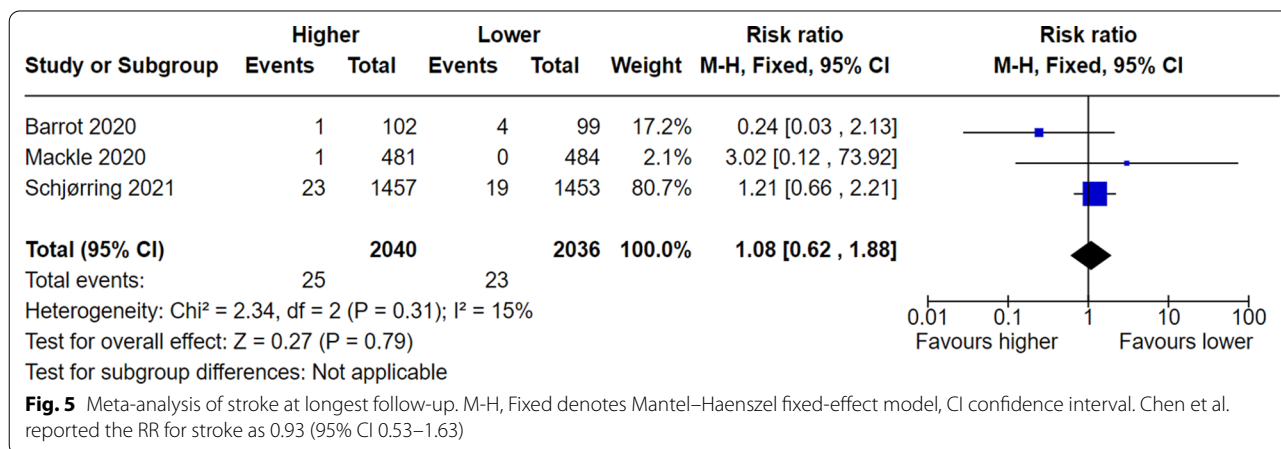 Higher Lower Risk ratio Risk ratio
Study or Subgroup Events Total Events Total Weight M-H, Fixed, 95% CI M-H, Fixed, 95% CI
Barrot 2020 1 102 4 99 17.2% 0.24 [0.03 , 2.13]
Mackle 2020 1 481 0 484 2.1% 3.02 [0.12 , 73.92]
Schjørring 2021 23 1457 19 1453 80.7% 1.21 [0.66 , 2.21]
Total (95% CI) 2040 2036 100.0% 1.08 [0.62 , 1.88]
Total events: 25 23
Heterogeneity: Chi² = 2.34, df = 2 (P = 0.31); I² = 15%
Test for overall effect: Z = 0.27 (P = 0.79)
Test for subgroup differences: Not applicable
0.01 0.1 1 10 100
Favours higher Favours lower
Fig. 5 Meta-analysis of stroke at longest follow-up. M-H, Fixed denotes Mantel–Haenszel fixed-effect model, CI confidence interval. Chen et al.
reported the RR for stroke as 0.93 (95% CI 0.53–1.63)